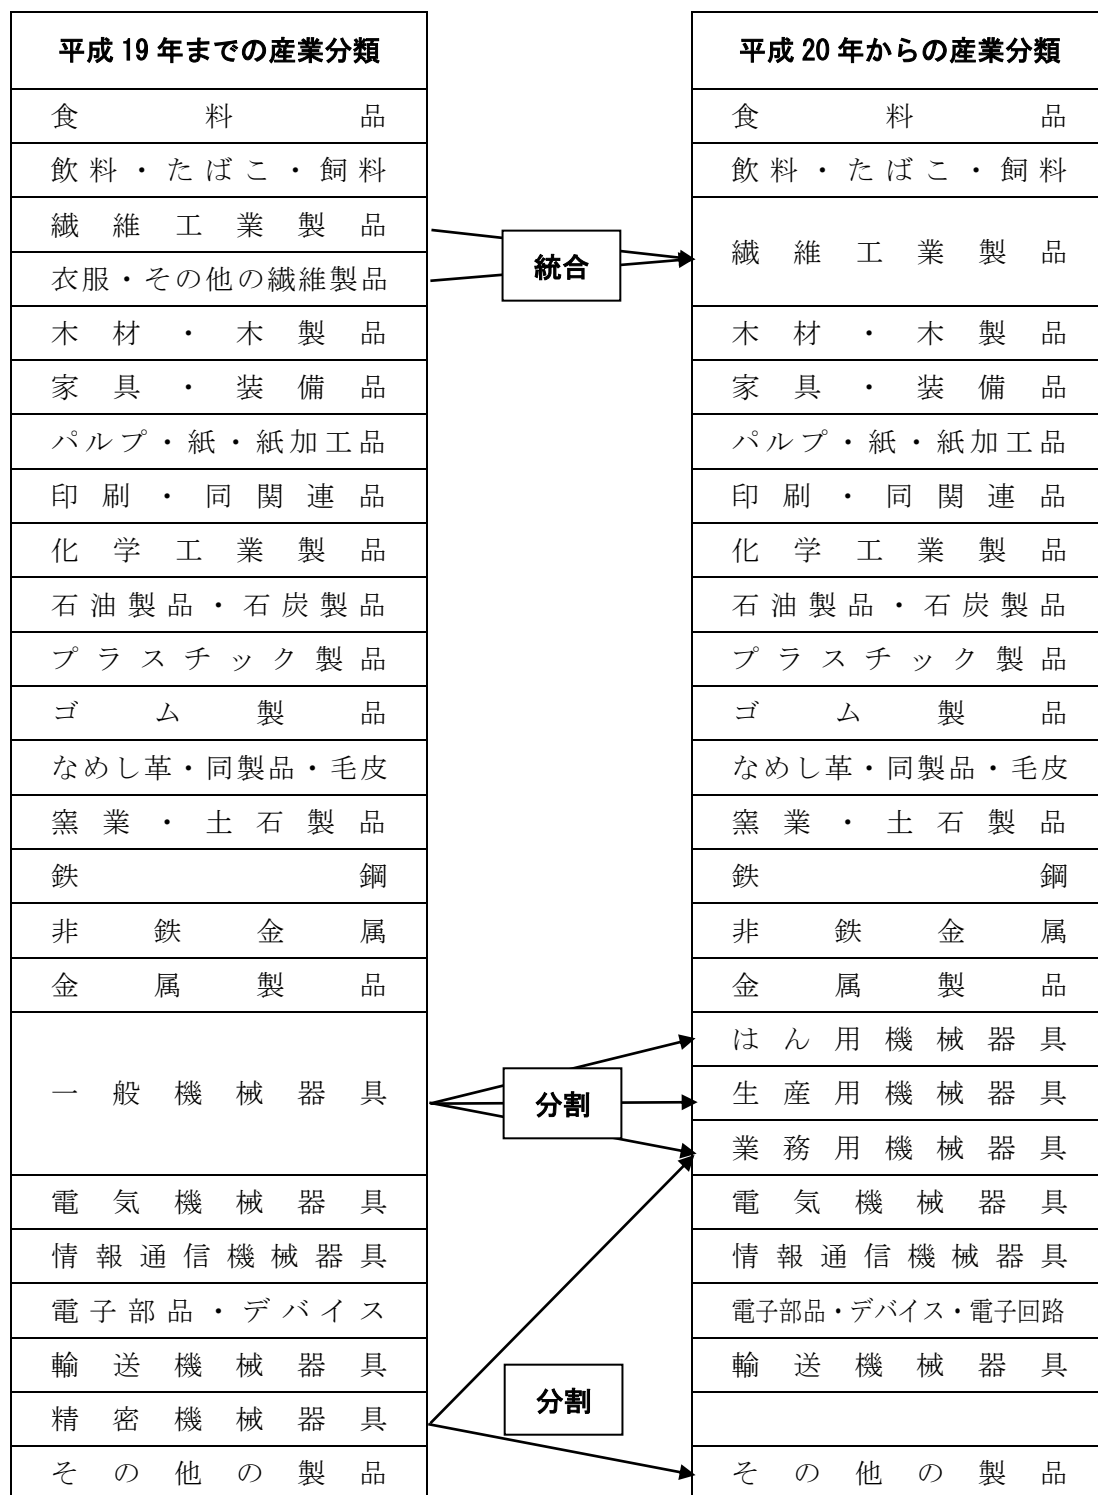 平成 19 年までの産業分類
食料品
飲料・たばこ・飼料
繊維工業製品
衣服・その他の繊維製品
木材・木製品
家具・装備品
パルプ・紙・紙加工品
印刷・同関連品
化学工業製品
石油製品・石炭製品
プラスチック製品
ゴム製品
なめし革・同製品・毛皮
窯業・土石製品
鉄鋼
非鉄金属
金属製品
一般機械器具
電気機械器具
情報通信機械器具
電子部品・デバイス
輸送機械器具
精密機械器具
その他の製品
統合
分割
分割
平成 20 年からの産業分類
食料品
飲料・たばこ・飼料
繊維工業製品
木材・木製品
家具・装備品
パルプ・紙・紙加工品
印刷・同関連品
化学工業製品
石油製品・石炭製品
プラスチック製品
ゴム製品
なめし革・同製品・毛皮
窯業・土石製品
鉄鋼
非鉄金属
金属製品
はん用機械器具
生産用機械器具
業務用機械器具
電気機械器具
情報通信機械器具
電子部品・デバイス・電子回路
輸送機械器具
その他の製品